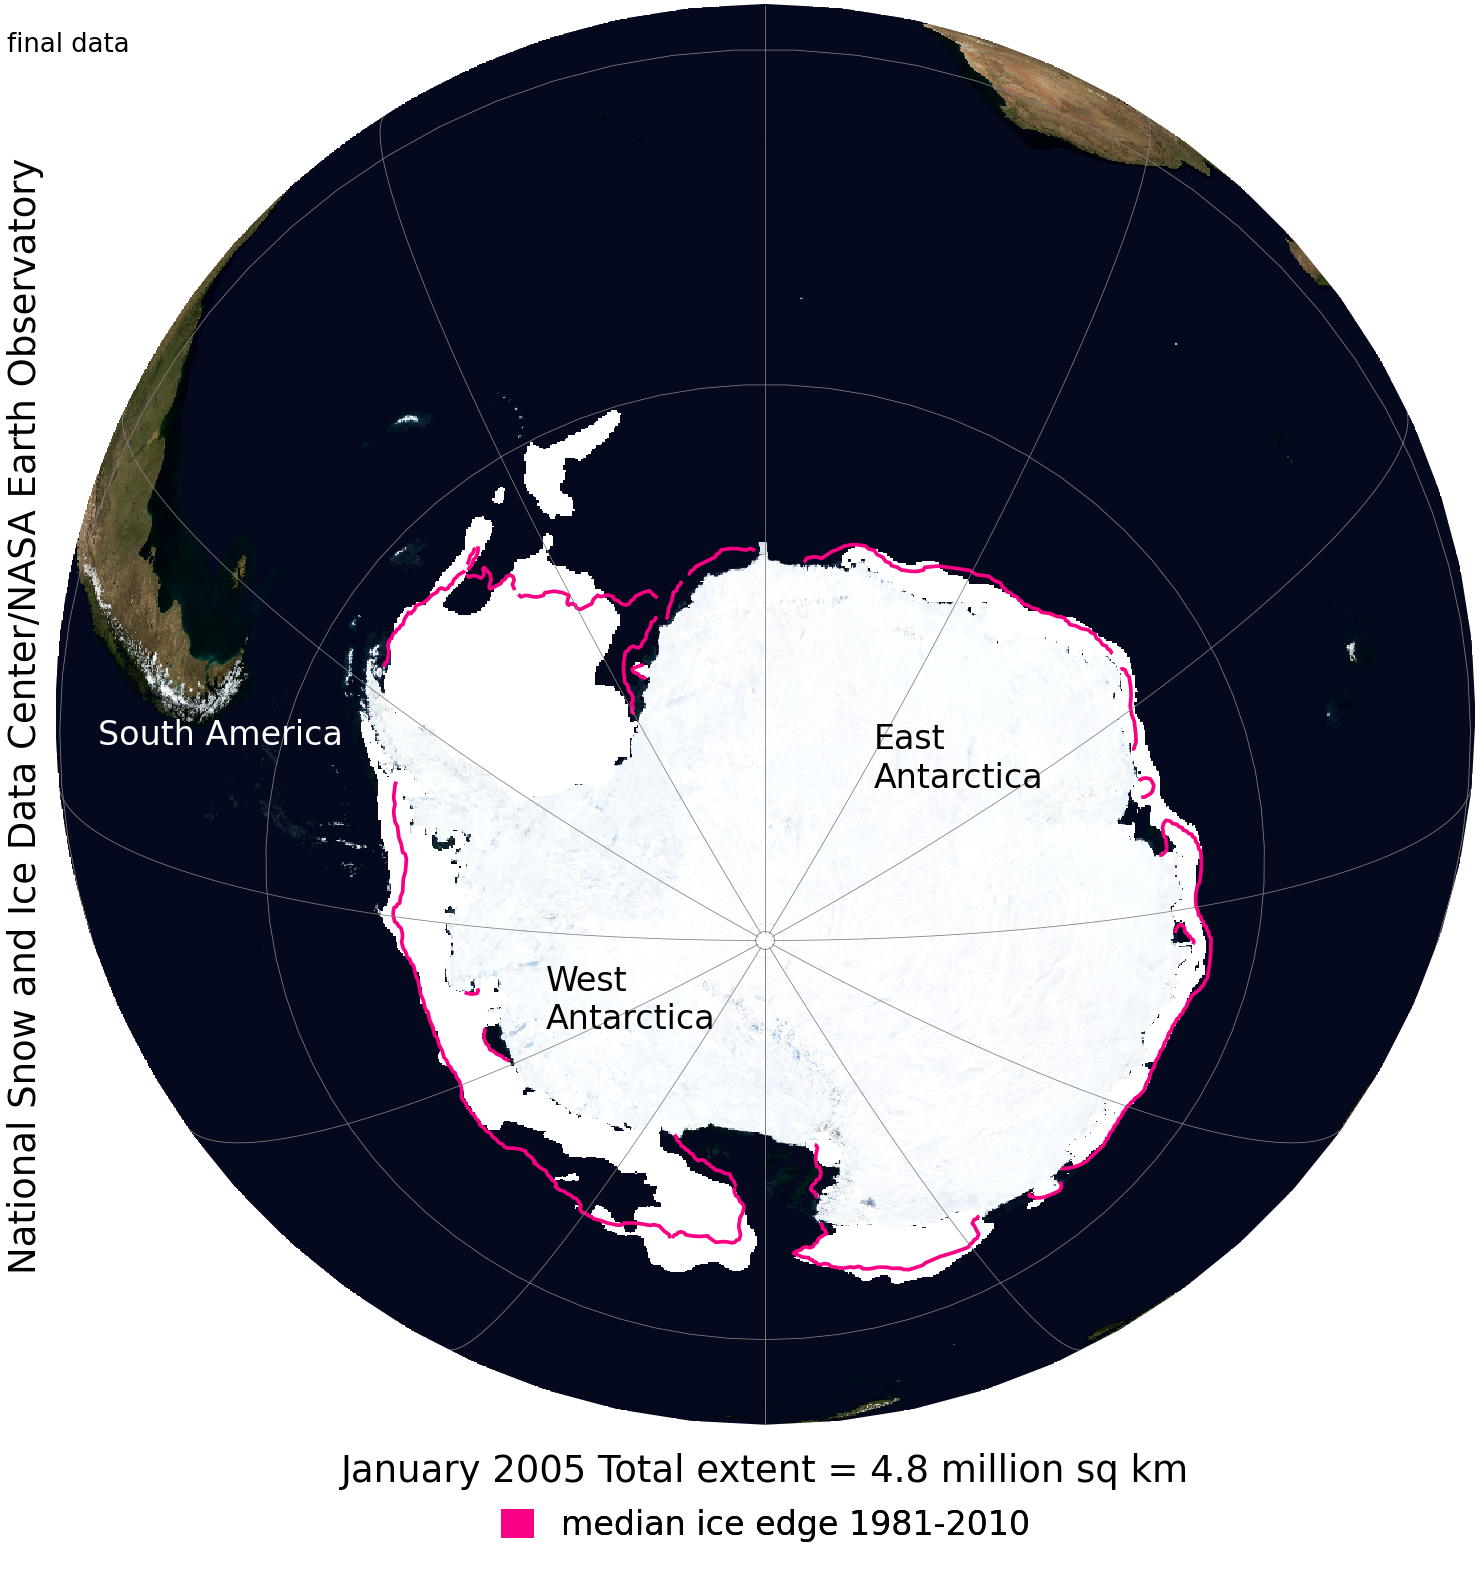 final data
National Snow and Ice Data Center/NASA Earth Observatory
South America
East
Antarctica
West
Antarctica
January 2005 Total extent = 4.8 million sq km
median ice edge 1981-2010